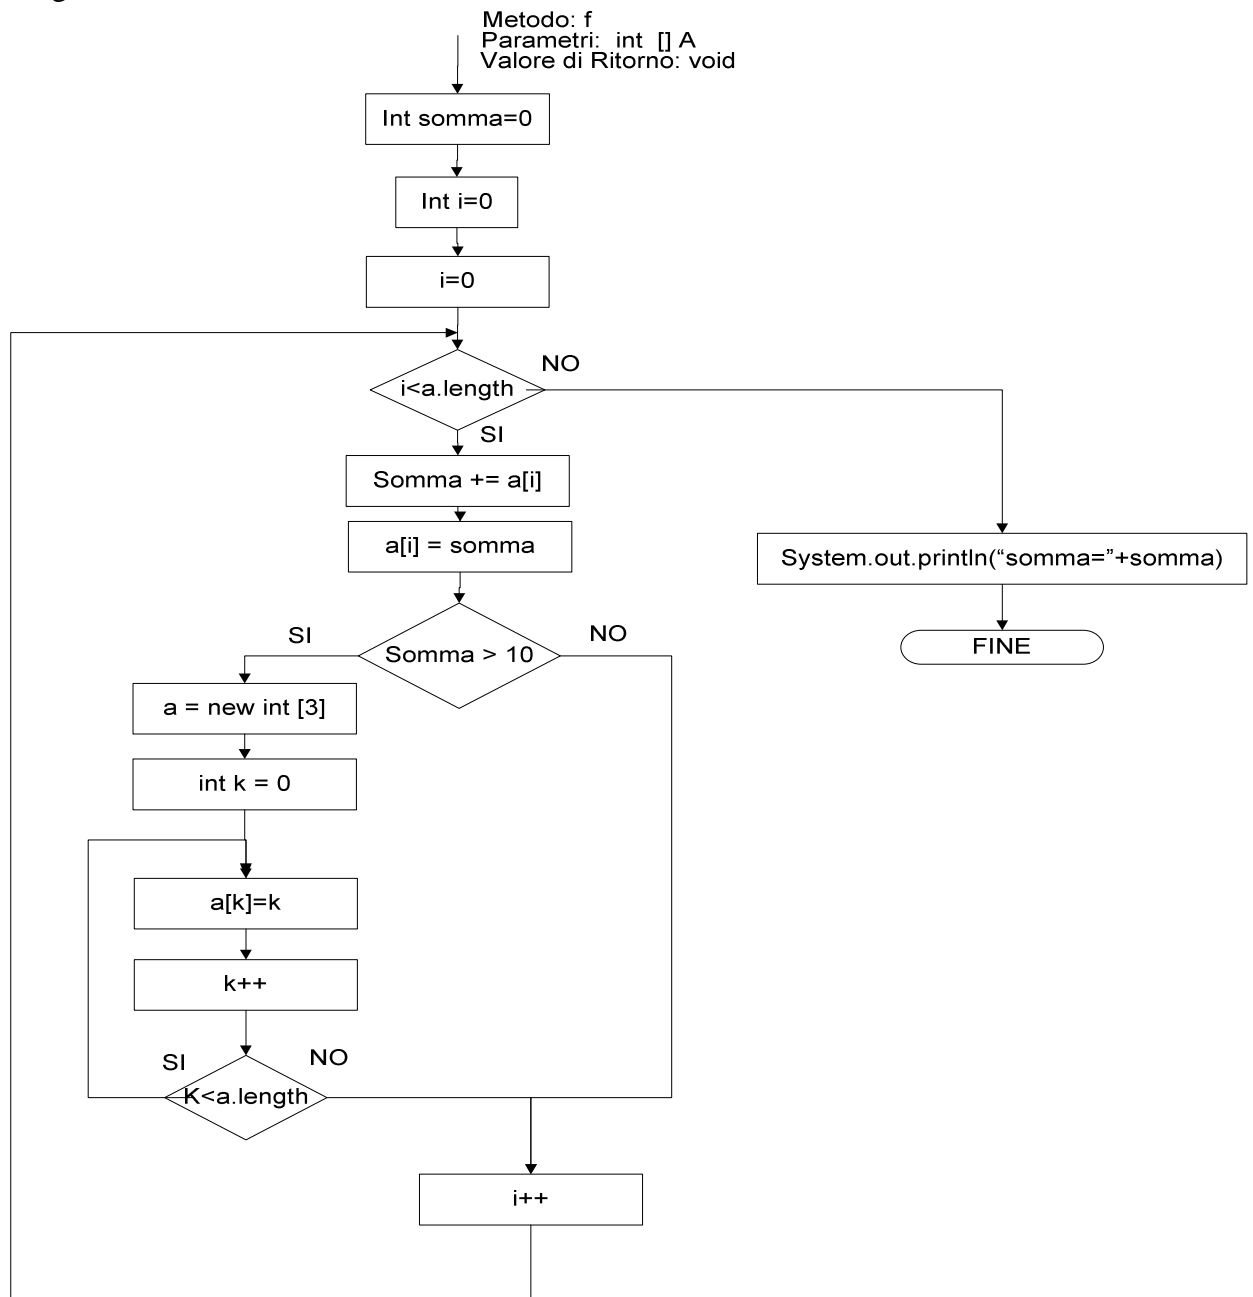 Metodo: f
Parametri: int [] A
Valore di Ritorno: void
Int somma=0
Int i=0
i=0
i<a.length
NO
SI
Somma += a[i]
a[i] = somma
System.out.println(“somma=”+somma)
FINE
Somma > 10
SI
NO
a = new int [3]
int k = 0
a[k]=k
k++
SI
NO
K<a.length
i++